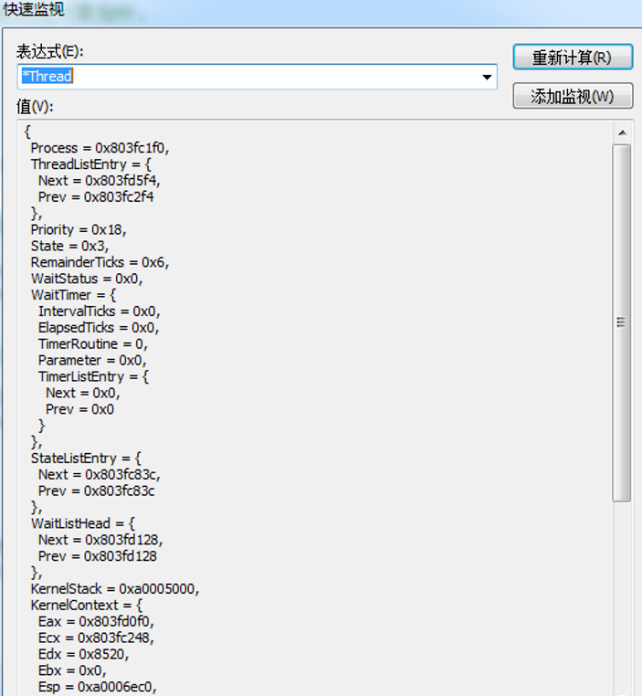 快速监视
表达式(E):
*Thread
重新计算(R)
添加监视(W)
值(V):
{
Process = 0x803fc1f0,
ThreadListEntry = {
Next = 0x803fd5f4,
Prev = 0x803fc2f4
},
Priority = 0x18,
State = 0x3,
RemainderTicks = 0x6,
WaitStatus = 0x0,
WaitTimer = {
IntervalTicks = 0x0,
ElapsedTicks = 0x0,
TimerRoutine = 0,
Parameter = 0x0,
TimerListEntry = {
Next = 0x0,
Prev = 0x0
}
},
StateListEntry = {
Next = 0x803fc83c,
Prev = 0x803fc83c
},
WaitListHead = {
Next = 0x803fd128,
Prev = 0x803fd128
},
KernelStack = 0xa0005000,
KernelContext = {
Eax = 0x803fd0f0,
Ecx = 0x803fc248,
Edx = 0x8520,
Ebx = 0x0,
Esp = 0xa0006ec0,